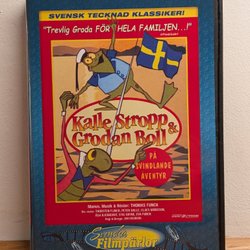 SVENSK TECKNAD KLASSIKER!
"Trevlig Groda FÖR HELA FAMILJEN...!"
Kalle Stropp
& Grodan Boll
PÅ
SVINDLANDE
ÄVENTYR
Manus, Musik & Röster: THOMAS FUNCK
Svenska
Filmpärlor